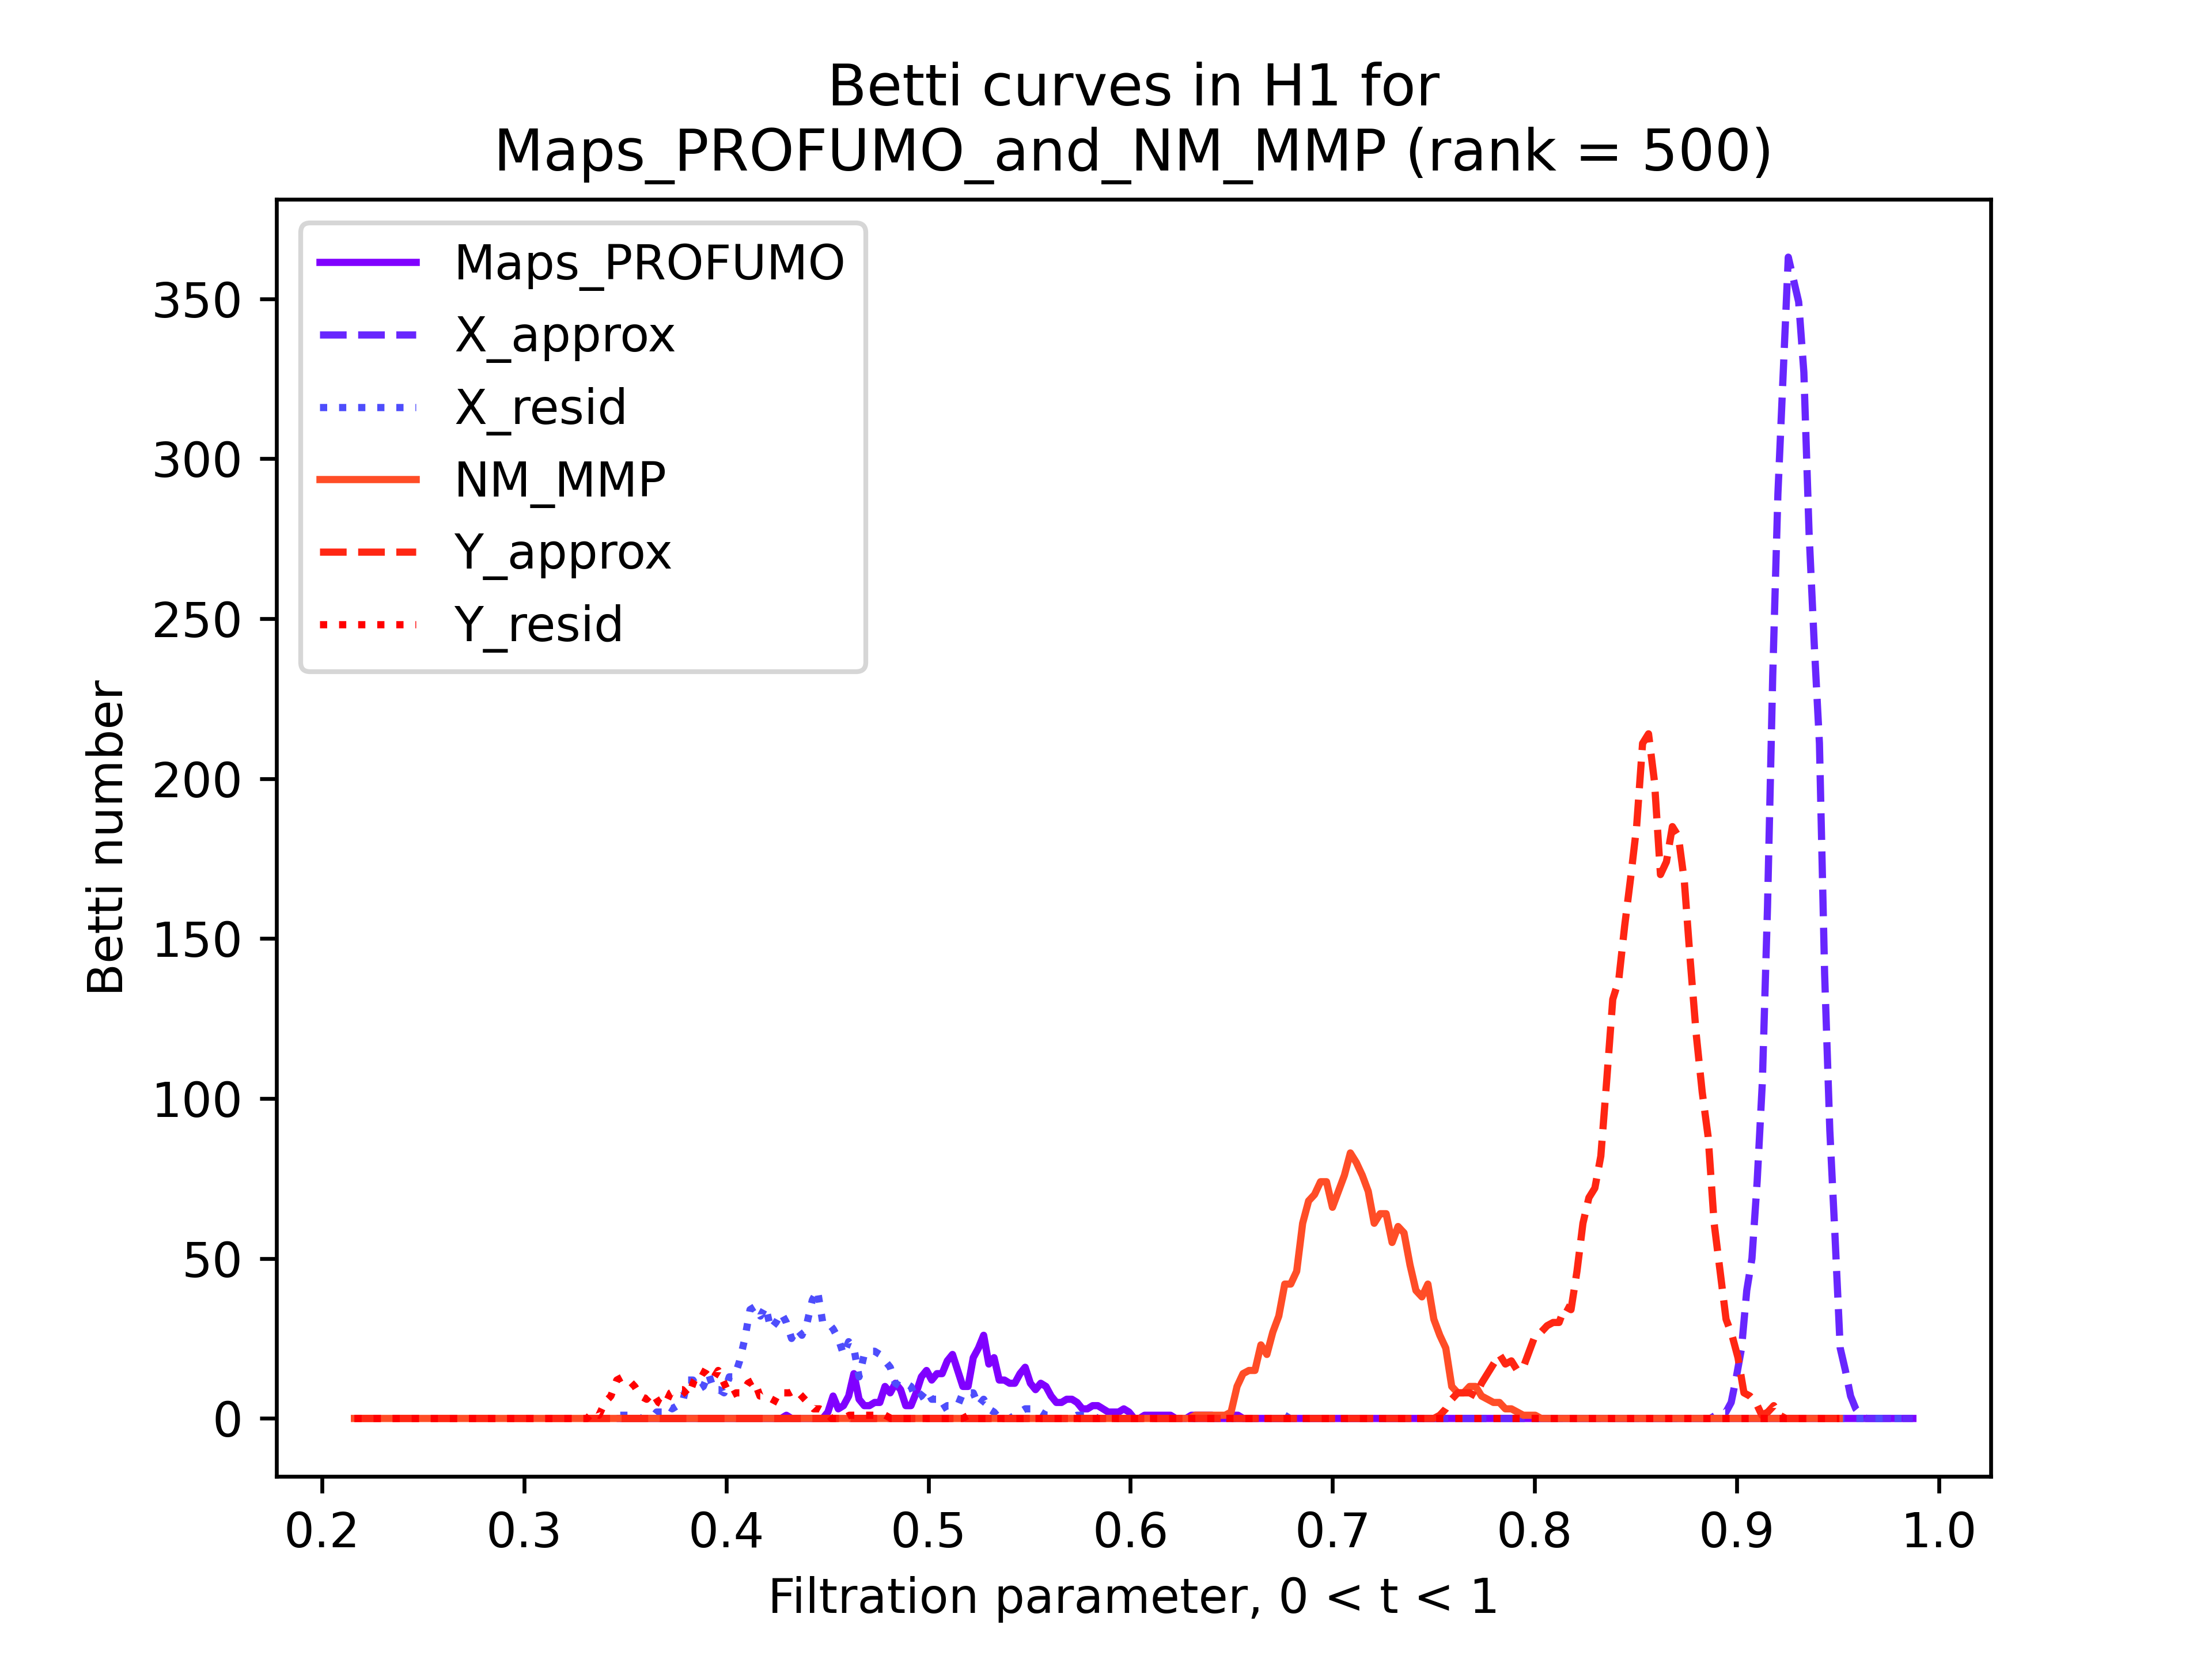 Betti curves in H1 for
Maps_PROFUMO_and_NM_MMP (rank = 500)
Maps_PROFUMO
X_approx
X_resid
NM_MMP
Y_approx
Y_resid
Betti number
350
300
250
200
150
100
50
0
0.2 0.3 0.4 0.5 0.6 0.7 0.8 0.9 1.0
Filtration parameter, 0 < t < 1